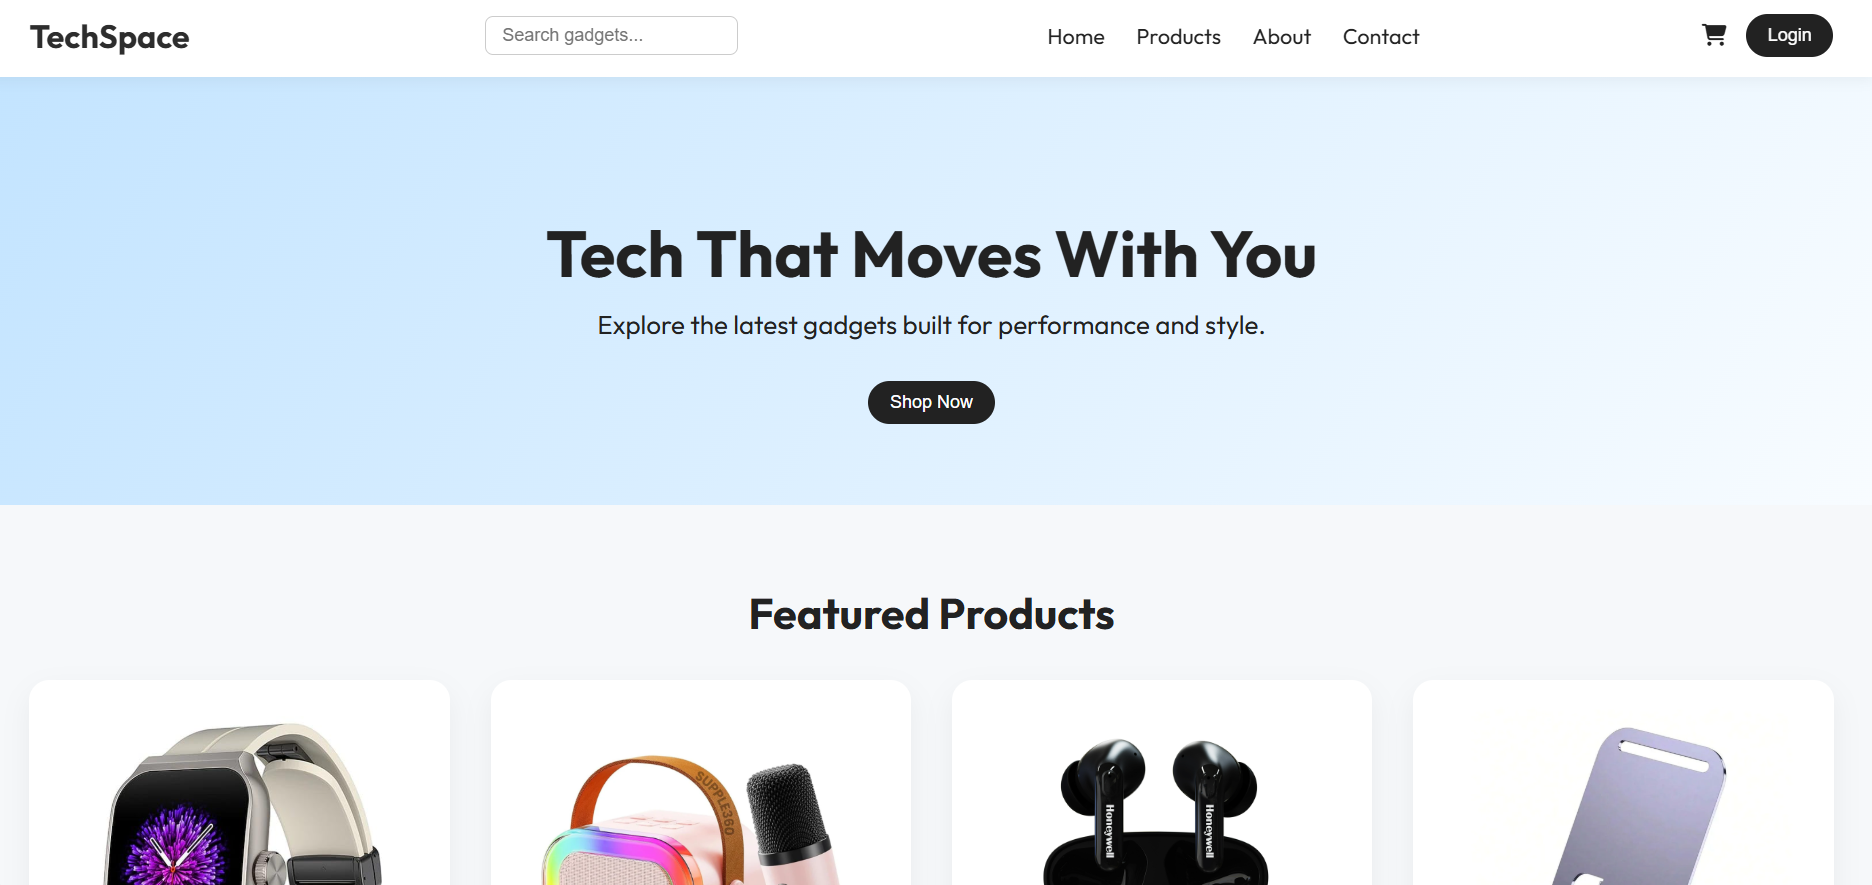 TechSpace
Search gadgets...
Home
Products
About
Contact
Login
Tech That Moves With You
Explore the latest gadgets built for performance and style.
Shop Now
Featured Products
SUPPLE360
Honeywell
Honeywell